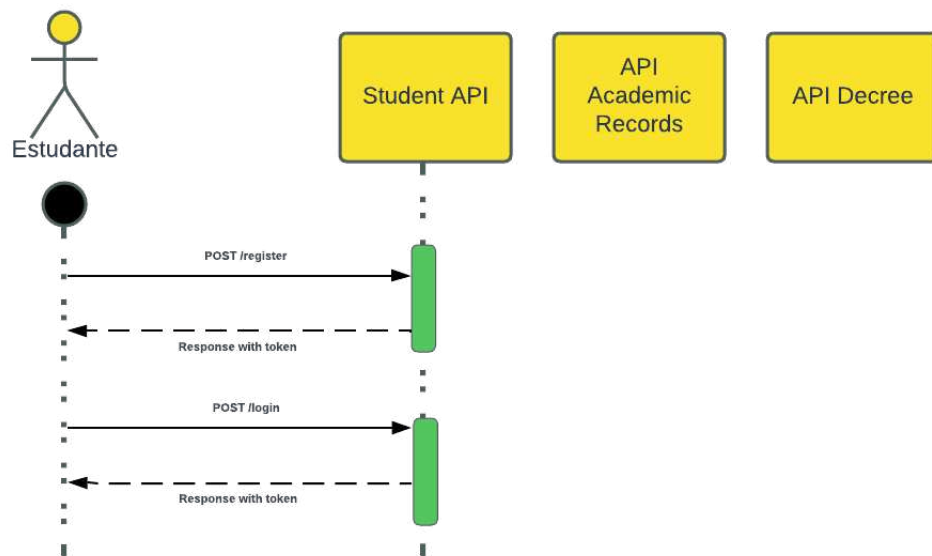 Estudante
Student API
API
Academic
Records
API Decree
POST /register
Response with token
POST /login
Response with token